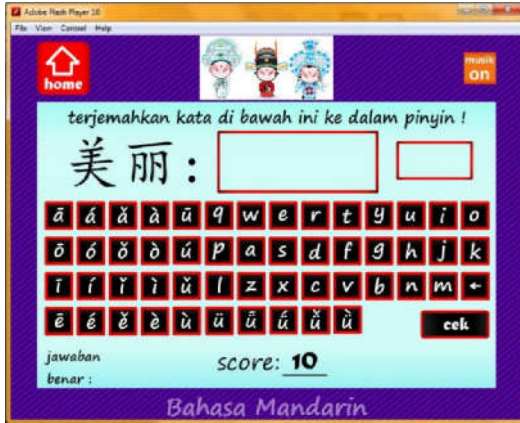 Adobe Flash Player 10
File View Control Help
home
musik
on
terjemahkan kata di bawah ini ke dalam pinyin !
美丽 :
ā á ǎ à ū q w e r t y u i o
ō ó ǒ ò ú p a s d f g h j k
ī í ǐ ì ǔ l z x c v b n m ←
ē é ě è ù ü ǖ ǘ ǚ ǜ cek
jawaban
benar :
score: 10
Bahasa Mandarin